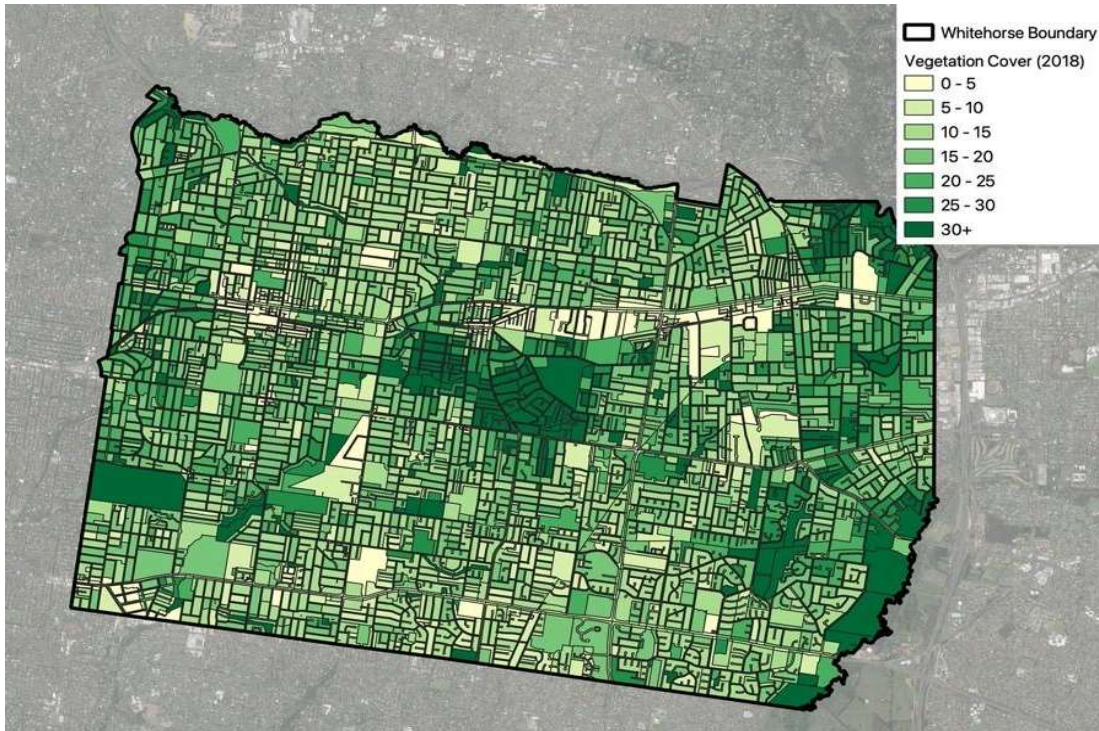 Whitehorse Boundary
Vegetation Cover (2018)
0 - 5
5 - 10
10 - 15
15 - 20
20 - 25
25 - 30
30+